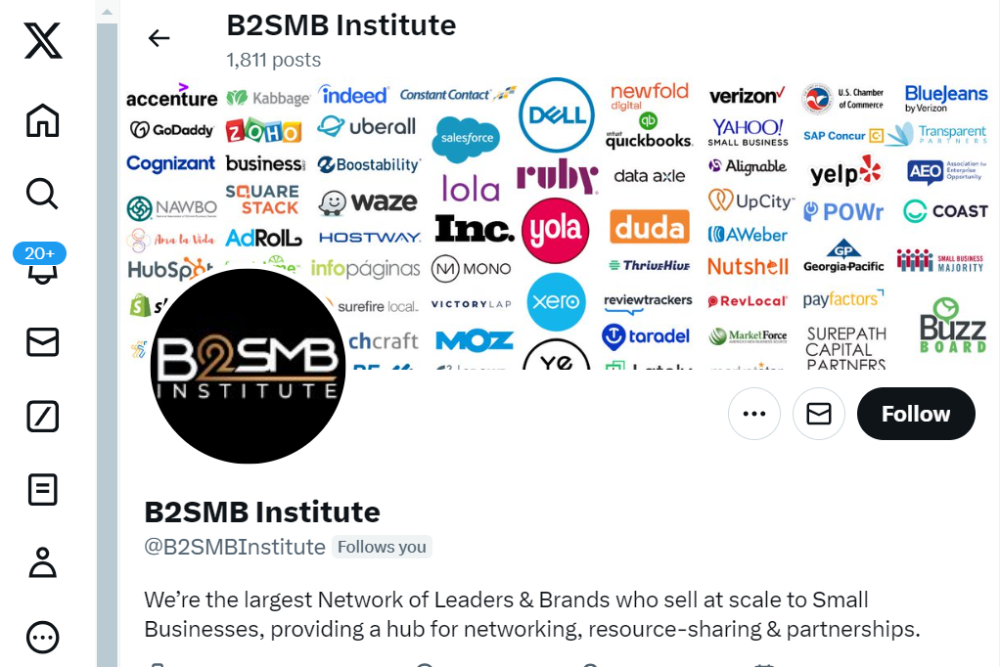 B2SMB Institute
1,811 posts
accenture Kabbage indeed Constant Contact DELL newfold digital verizon U.S. Chamber of Commerce BlueJeans by Verizon
GoDaddy ZOHO uberall salesforce intuit quickbooks. YAHOO! SMALL BUSINESS SAP Concur Transparent PARTNERS
Cognizant business Boostability lola ruby data axle Alignable yelp AEO Association for Enterprise Opportunity
NAWBO SQUARE STACK waze Inc. yola duda UpCity POWr COAST
Ana la Vida AdRoll HOSTWAY. AWeber GP Georgia-Pacific SMALL BUSINESS MAJORITY
HubSpot infopáginas MONO ThriveHive Nutshell
surefire local. VICTORYLAP xero reviewtrackers RevLocal payfactors BUZZ BOARD
chcraft MOZ taradel MarketForce SUREPATH CAPITAL PARTNERS
20+
B2SMB
INSTITUTE
Follow
B2SMB Institute
@B2SMBInstitute Follows you
We’re the largest Network of Leaders & Brands who sell at scale to Small
Businesses, providing a hub for networking, resource-sharing & partnerships.